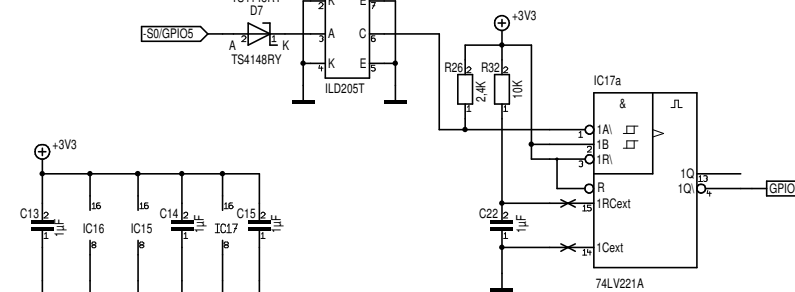 TS4148RY
D7
-S0/GPIO5
A 2 1 K
TS4148RY
2 K E 7
3 A C 6
4 K E 5
ILD205T
+3V3
R26 2 1 2,4K
R32 2 1 10K
IC17a
&
1 1A\
2 1B
3 1R\
R
15 1RCext
14 1Cext
1Q 13
1Q\ 4
GPIO
74LV221A
C22 2 1 1µF
+3V3
C13 2 1 1µF
16 IC16 8
16 IC15 8
C14 2 1 1µF
16 IC17 8
C15 2 1 1µF